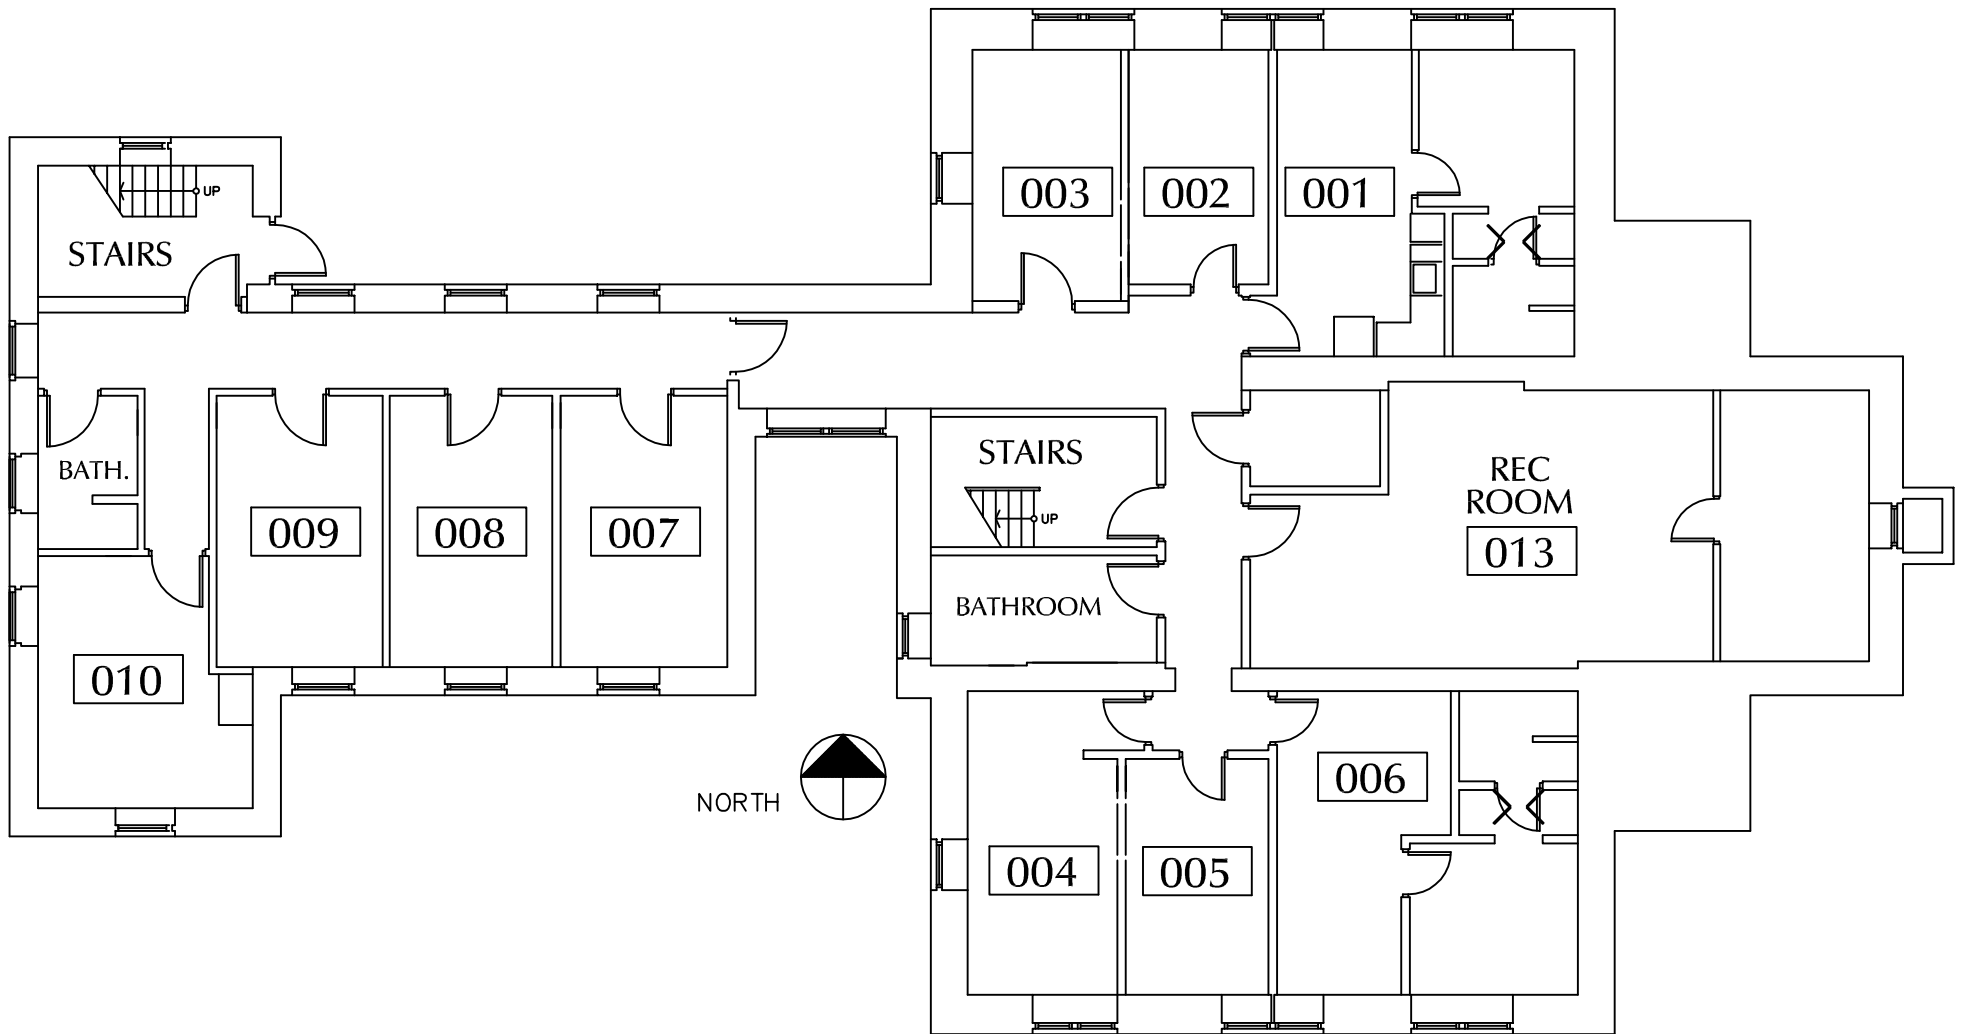 003
002
001
UP
STAIRS
STAIRS
UP
BATH.
REC
ROOM
013
009
008
007
BATHROOM
010
NORTH
006
004
005